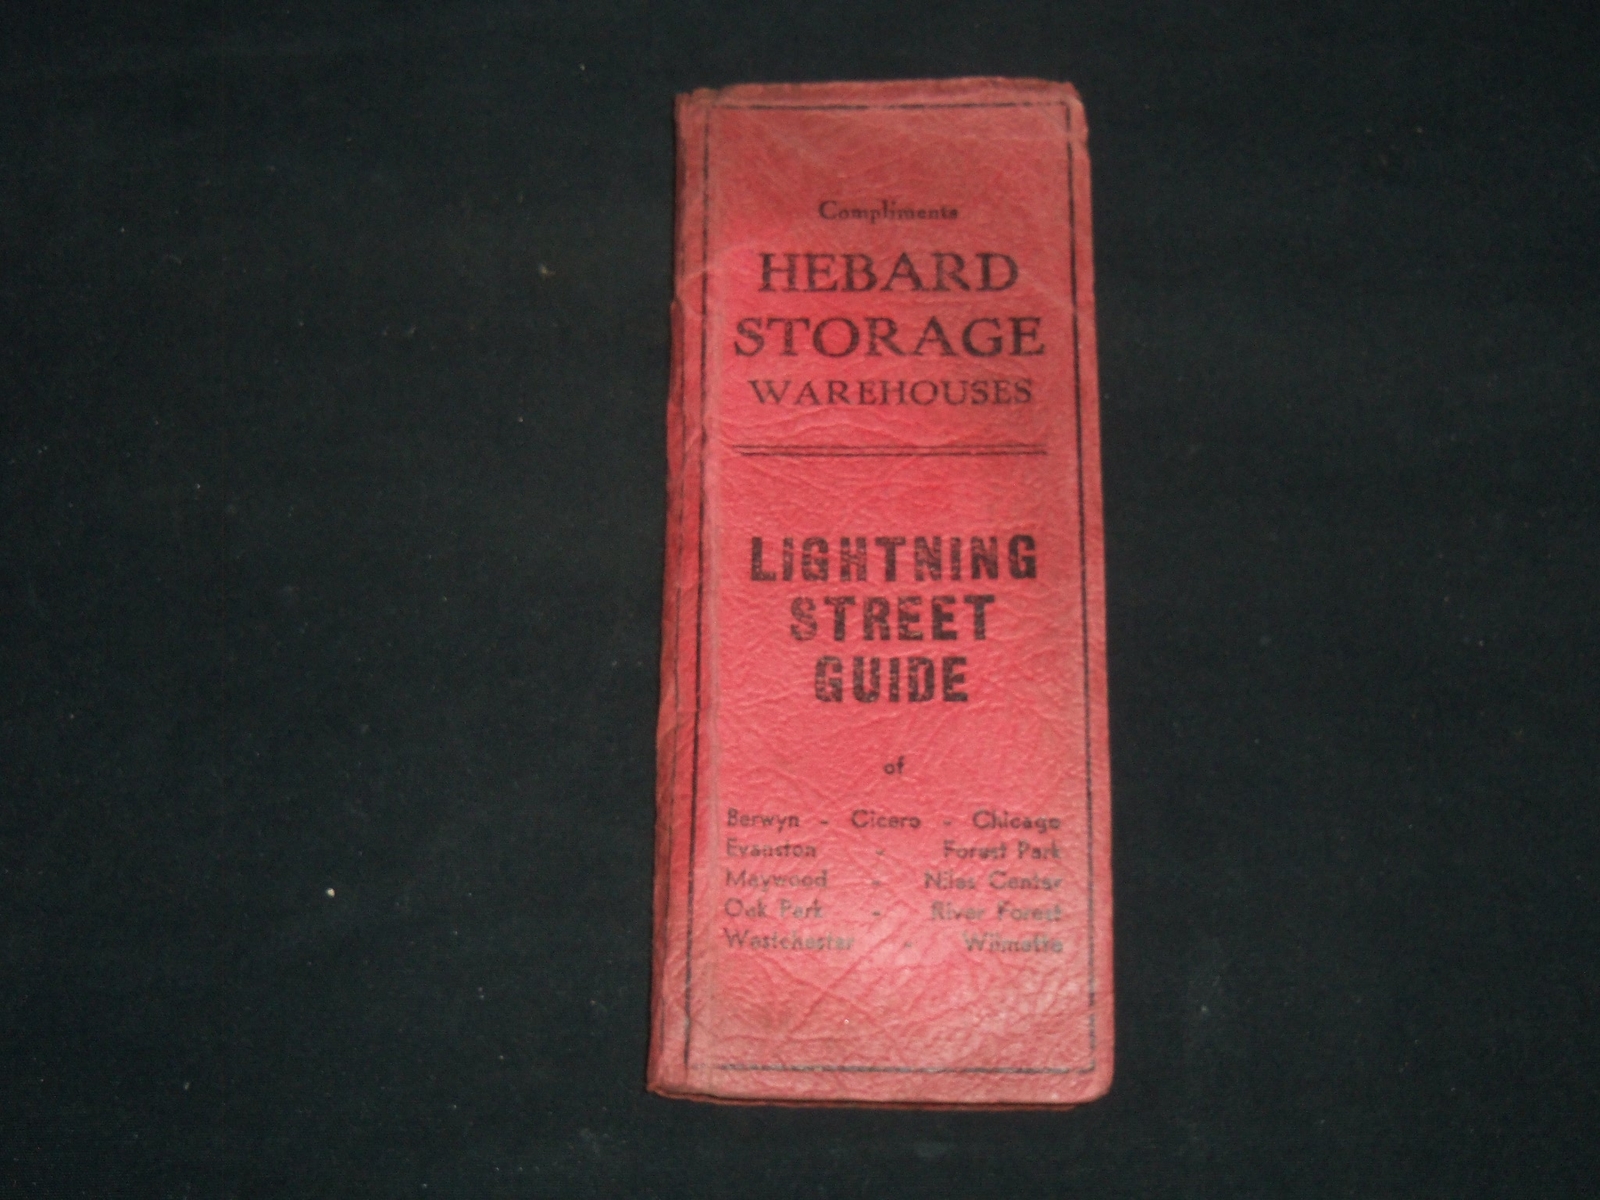 Compliments
HEBARD
STORAGE
WAREHOUSES
LIGHTNING
STREET
GUIDE
of
Berwyn - Cicero - Chicago
Evanston - Forest Park
Maywood - Niles Center
Oak Park - River Forest
Westchester - Wilmette